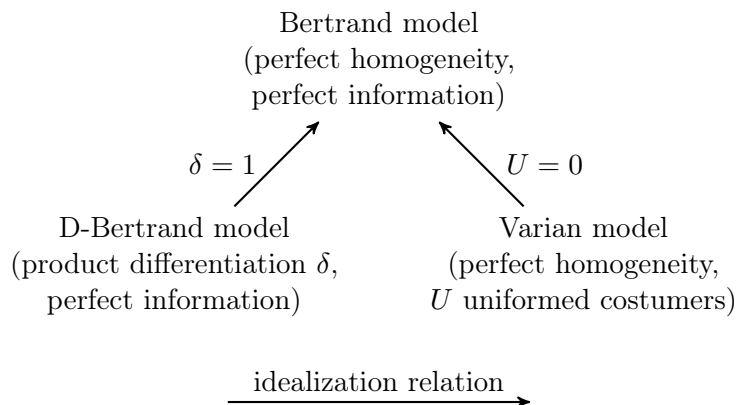 Bertrand model
(perfect homogeneity,
perfect information)
δ = 1
U = 0
D-Bertrand model
(product differentiation δ,
perfect information)
Varian model
(perfect homogeneity,
U uniformed costumers)
idealization relation